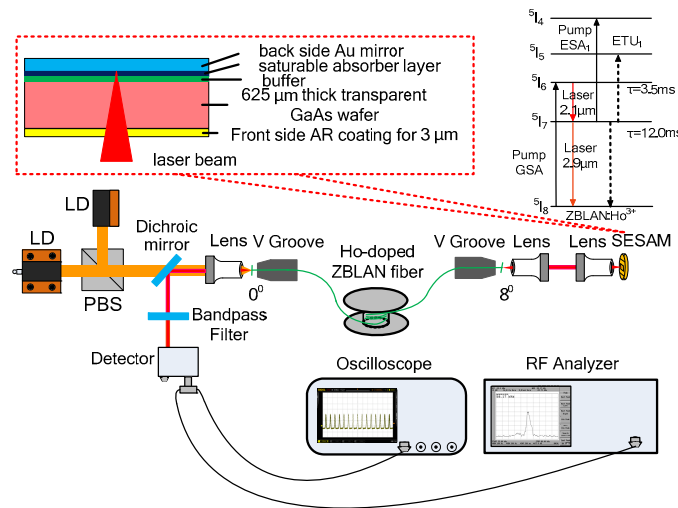 back side Au mirror
saturable absorber layer
buffer
625 μm thick transparent
GaAs wafer
Front side AR coating for 3 μm
laser beam
⁵I₄
Pump
ESA₁
ETU₁
⁵I₅
⁵I₆
Laser
2.1μm
τ=3.5ms
⁵I₇
τ=12.0ms
Pump
GSA
Laser
2.9μm
⁵I₈
ZBLAN:Ho³⁺
LD
LD
PBS
Dichroic
mirror
Lens
V Groove
0⁰
Ho-doped
ZBLAN fiber
V Groove
8⁰
Lens
Lens
SESAM
Bandpass
Filter
Detector
Oscilloscope
RF Analyzer